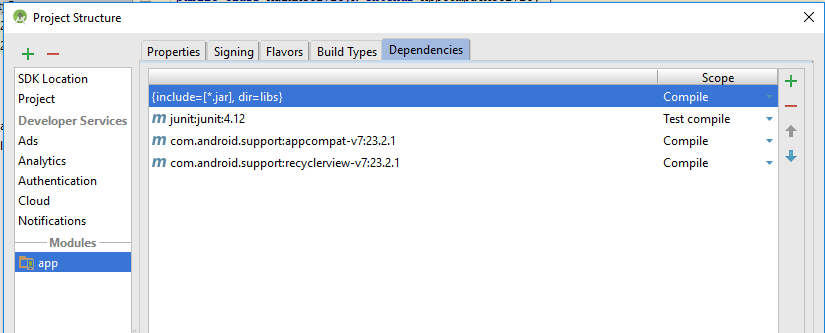 Project Structure
Properties
Signing
Flavors
Build Types
Dependencies
SDK Location
Project
Developer Services
Ads
Analytics
Authentication
Cloud
Notifications
Modules
app
Scope
{include=[*.jar], dir=libs} Compile
m junit:junit:4.12 Test compile
m com.android.support:appcompat-v7:23.2.1 Compile
m com.android.support:recyclerview-v7:23.2.1 Compile